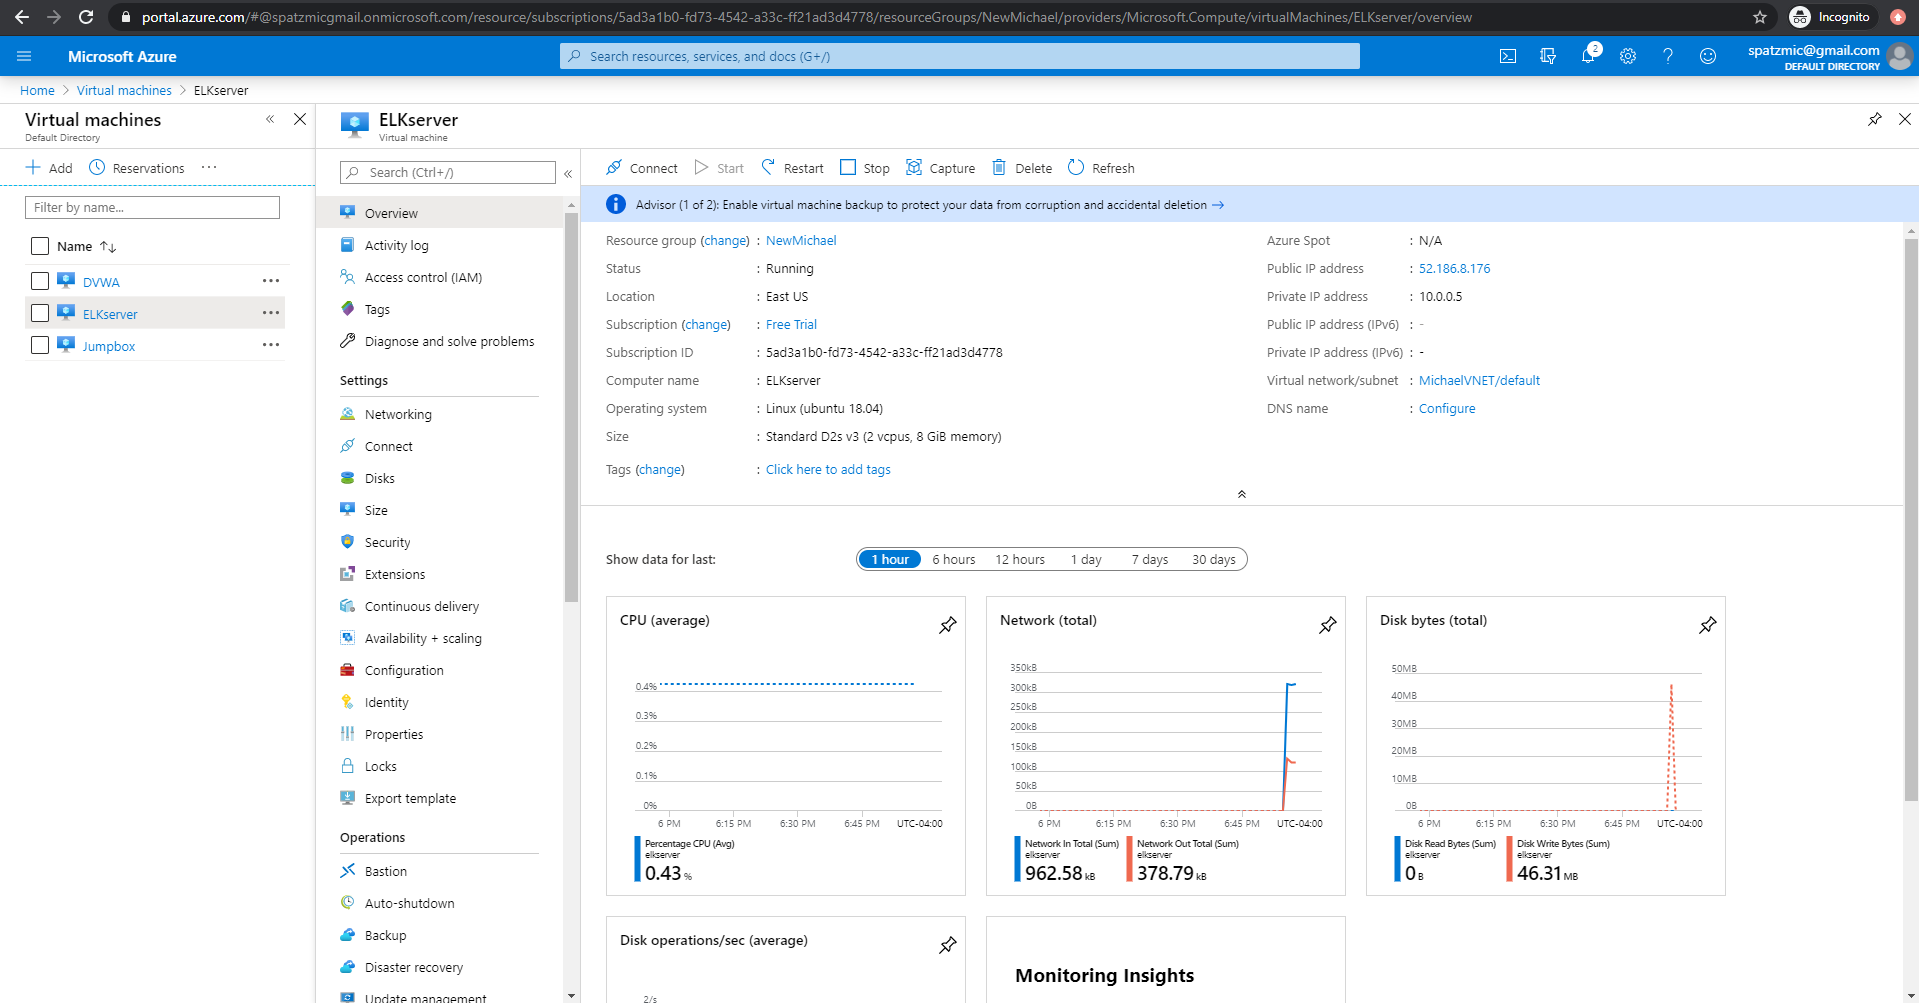 portal.azure.com/#@spatzmicgmail.onmicrosoft.com/resource/subscriptions/5ad3a1b0-fd73-4542-a33c-ff21ad3d4778/resourceGroups/NewMichael/providers/Microsoft.Compute/virtualMachines/ELKserver/overview
Incognito
Microsoft Azure
Search resources, services, and docs (G+/)
2
spatzmic@gmail.com
DEFAULT DIRECTORY
Home > Virtual machines > ELKserver
Virtual machines
Default Directory
Add
Reservations
Filter by name...
Name
DVWA
ELKserver
Jumpbox
ELKserver
Virtual machine
Search (Ctrl+/)
Overview
Activity log
Access control (IAM)
Tags
Diagnose and solve problems
Settings
Networking
Connect
Disks
Size
Security
Extensions
Continuous delivery
Availability + scaling
Configuration
Identity
Properties
Locks
Export template
Operations
Bastion
Auto-shutdown
Backup
Disaster recovery
Update management
Connect Start Restart Stop Capture Delete Refresh
Advisor (1 of 2): Enable virtual machine backup to protect your data from corruption and accidental deletion →
Resource group (change) : NewMichael
Status : Running
Location : East US
Subscription (change) : Free Trial
Subscription ID : 5ad3a1b0-fd73-4542-a33c-ff21ad3d4778
Computer name : ELKserver
Operating system : Linux (ubuntu 18.04)
Size : Standard D2s v3 (2 vcpus, 8 GiB memory)
Tags (change) : Click here to add tags
Azure Spot : N/A
Public IP address : 52.186.8.176
Private IP address : 10.0.0.5
Public IP address (IPv6) : -
Private IP address (IPv6) : -
Virtual network/subnet : MichaelVNET/default
DNS name : Configure
Show data for last:
1 hour 6 hours 12 hours 1 day 7 days 30 days
CPU (average)
0.4%
0.3%
0.2%
0.1%
0%
6 PM 6:15 PM 6:30 PM 6:45 PM UTC-04:00
Percentage CPU (Avg)
elkserver
0.43 %
Network (total)
350kB
300kB
250kB
200kB
150kB
100kB
50kB
0B
6 PM 6:15 PM 6:30 PM 6:45 PM UTC-04:00
Network In Total (Sum)
elkserver
962.58 kB
Network Out Total (Sum)
elkserver
378.79 kB
Disk bytes (total)
50MB
40MB
30MB
20MB
10MB
0B
6 PM 6:15 PM 6:30 PM 6:45 PM UTC-04:00
Disk Read Bytes (Sum)
elkserver
0 B
Disk Write Bytes (Sum)
elkserver
46.31 MB
Disk operations/sec (average)
2/s
Monitoring Insights